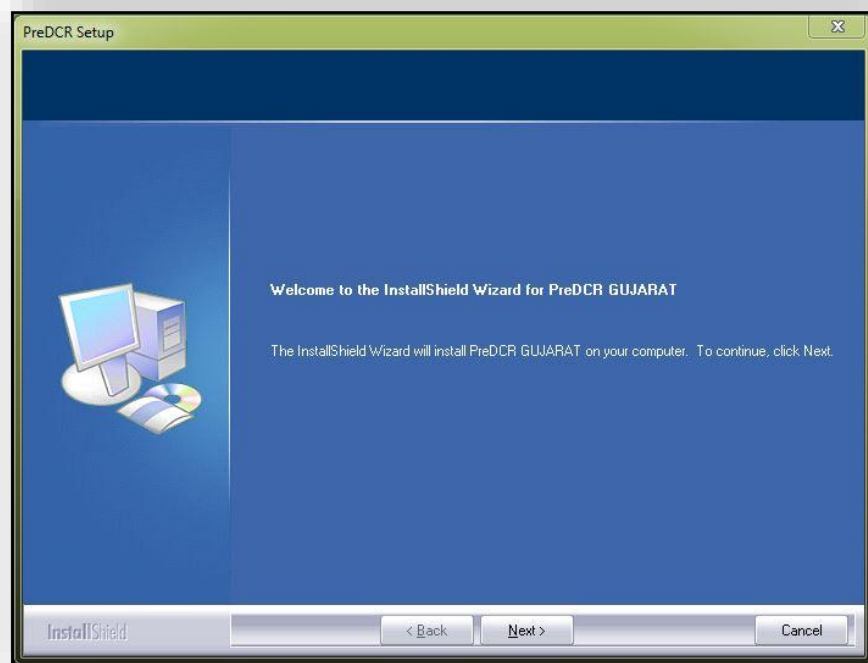 PreDCR Setup
Welcome to the InstallShield Wizard for PreDCR GUJARAT
The InstallShield Wizard will install PreDCR GUJARAT on your computer. To continue, click Next.
InstallShield
< Back
Next >
Cancel